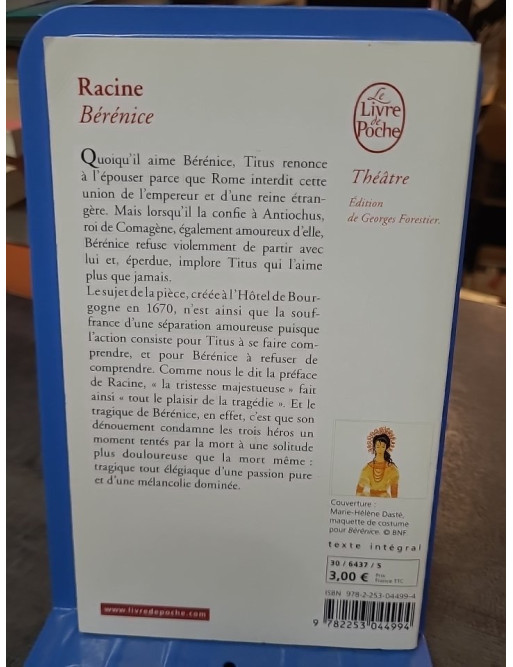 Racine
Bérénice
Quoiqu'il aime Bérénice, Titus renonce
à l'épouser parce que Rome interdit cette
union de l'empereur et d'une reine étran-
gère. Mais lorsqu'il la confie à Antiochus,
roi de Comagène, également amoureux d'elle,
Bérénice refuse violemment de partir avec
lui et, éperdue, implore Titus qui l'aime
plus que jamais.
Le sujet de la pièce, créée à l'Hôtel de Bour-
gogne en 1670, n'est ainsi que la souf-
france d'une séparation amoureuse puisque
l'action consiste pour Titus à se faire com-
prendre, et pour Bérénice à refuser de
comprendre. Comme nous le dit la préface
de Racine, « la tristesse majestueuse » fait
ainsi « tout le plaisir de la tragédie ». Et le
tragique de Bérénice, en effet, c'est que son
dénouement condamne les trois héros un
moment tentés par la mort à une solitude
plus douloureuse que la mort même :
tragique tout élégiaque d'une passion pure
et d'une mélancolie dominée.
www.livredepoche.com
Le
Livre
de
Poche
Théâtre
Édition
de Georges Forestier.
Couverture :
Marie-Hélène Dasté,
maquette de costume
pour Bérénice. © BNF
texte intégral
30 / 6437 / 5
3,00 € Prix
France TTC
ISBN 978-2-253-04499-4
9 782253 044994